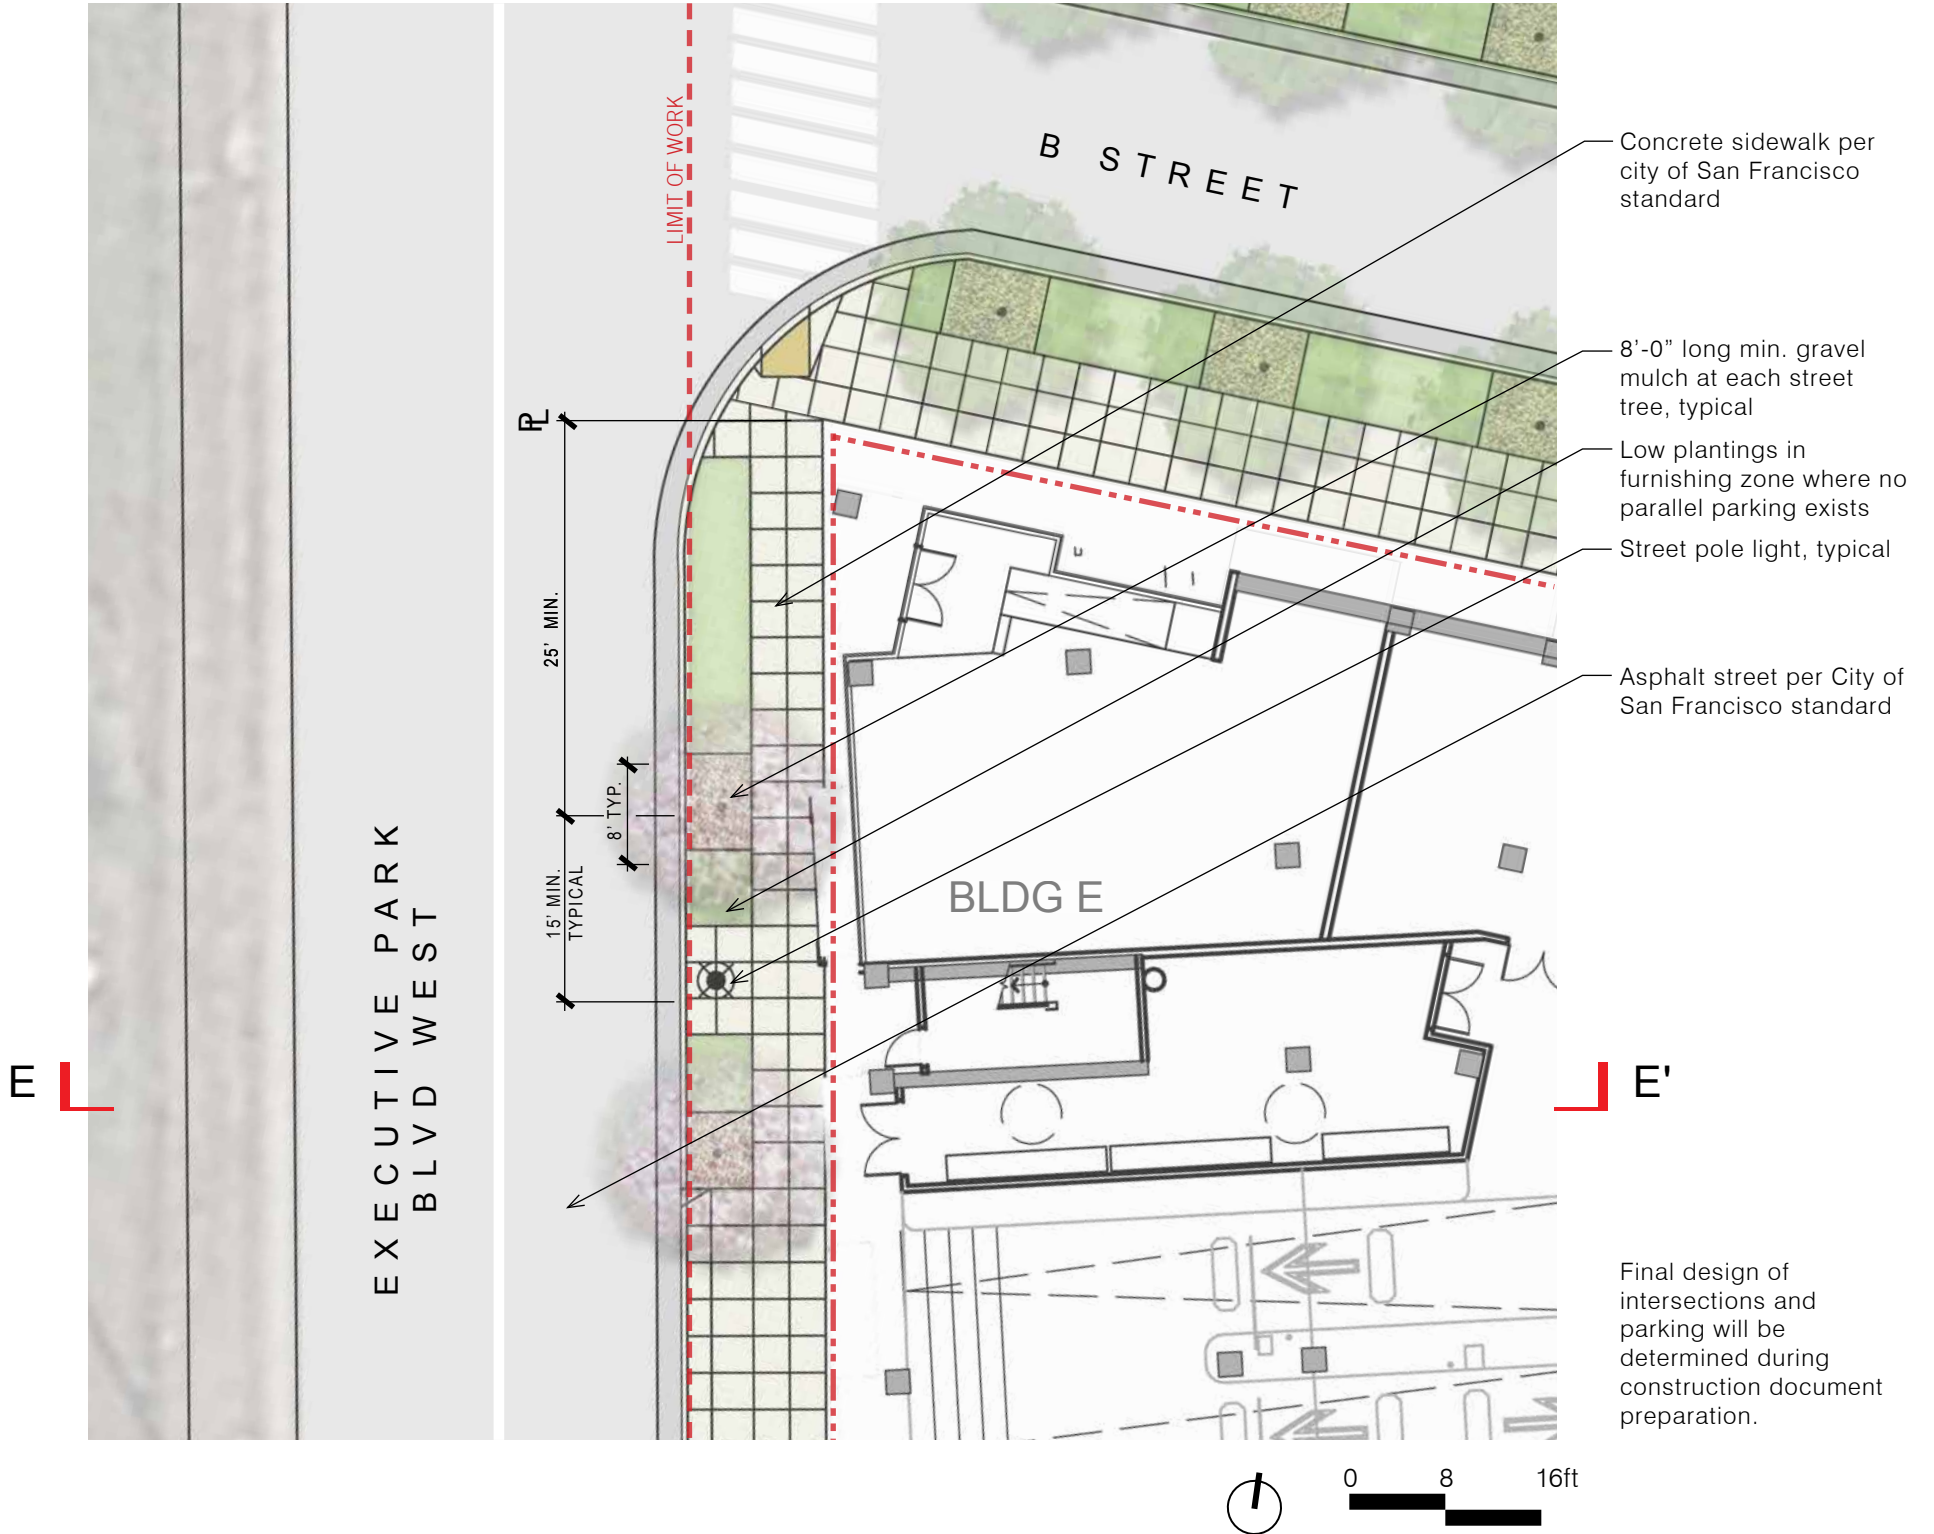 LIMIT OF WORK
B STREET
Concrete sidewalk per
city of San Francisco
standard
8'-0” long min. gravel
mulch at each street
tree, typical
Low plantings in
furnishing zone where no
parallel parking exists
Street pole light, typical
Asphalt street per City of
San Francisco standard
PL
25' MIN.
8' TYP.
15' MIN.
TYPICAL
EXECUTIVE PARK
BLVD WEST
BLDG E
E
E'
Final design of
intersections and
parking will be
determined during
construction document
preparation.
0 8 16ft